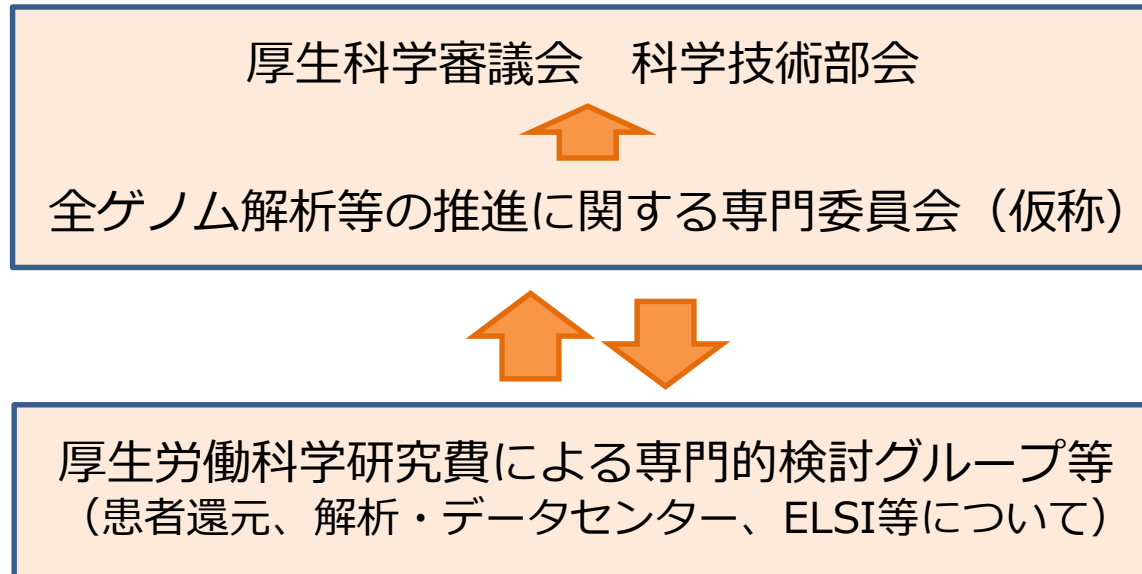 厚生科学審議会　科学技術部会
全ゲノム解析等の推進に関する専門委員会（仮称）
厚生労働科学研究費による専門的検討グループ等
（患者還元、解析・データセンター、ELSI等について）